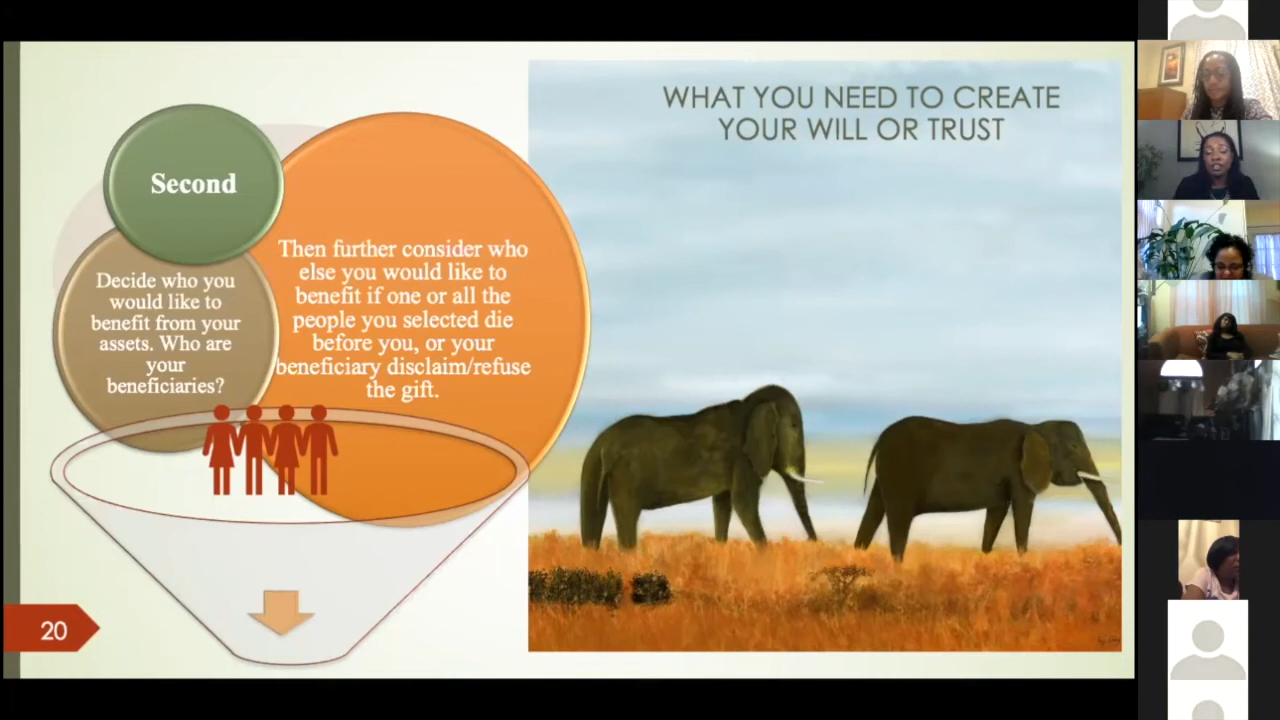 WHAT YOU NEED TO CREATE
YOUR WILL OR TRUST
Second
Decide who you
would like to
benefit from your
assets. Who are
your
beneficiaries?
Then further consider who
else you would like to
benefit if one or all the
people you selected die
before you, or your
beneficiary disclaim/refuse
the gift.
20